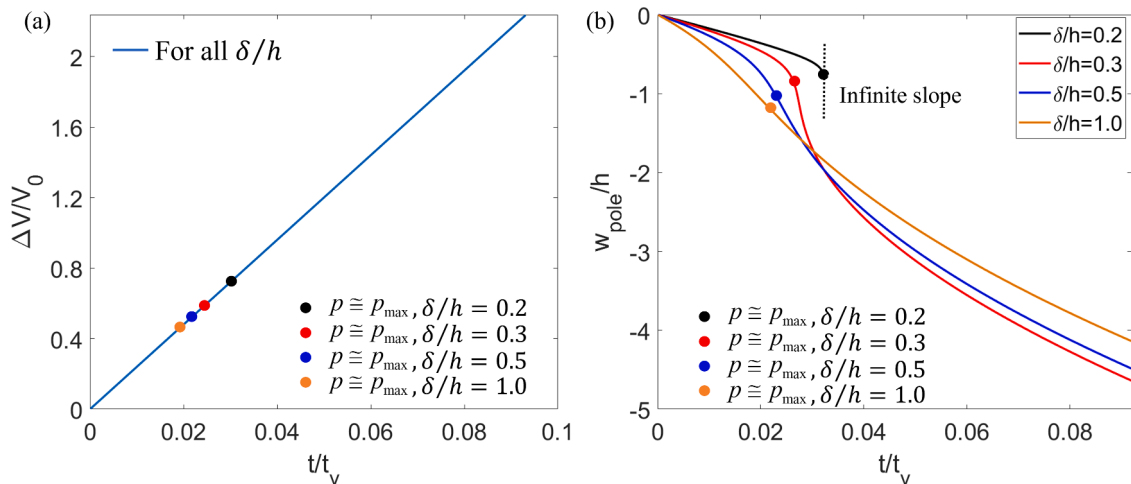 (a)
For all δ/h
ΔV/V₀
2
1.6
1.2
0.8
0.4
0
p ≅ pₘₐₓ, δ/h = 0.2
p ≅ pₘₐₓ, δ/h = 0.3
p ≅ pₘₐₓ, δ/h = 0.5
p ≅ pₘₐₓ, δ/h = 1.0
0 0.02 0.04 0.06 0.08 0.1
t/tᵥ
(b)
w_pole/h
0
-1
-2
-3
-4
-5
δ/h=0.2
δ/h=0.3
δ/h=0.5
δ/h=1.0
Infinite slope
p ≅ pₘₐₓ, δ/h = 0.2
p ≅ pₘₐₓ, δ/h = 0.3
p ≅ pₘₐₓ, δ/h = 0.5
p ≅ pₘₐₓ, δ/h = 1.0
0 0.02 0.04 0.06 0.08
t/tᵥ